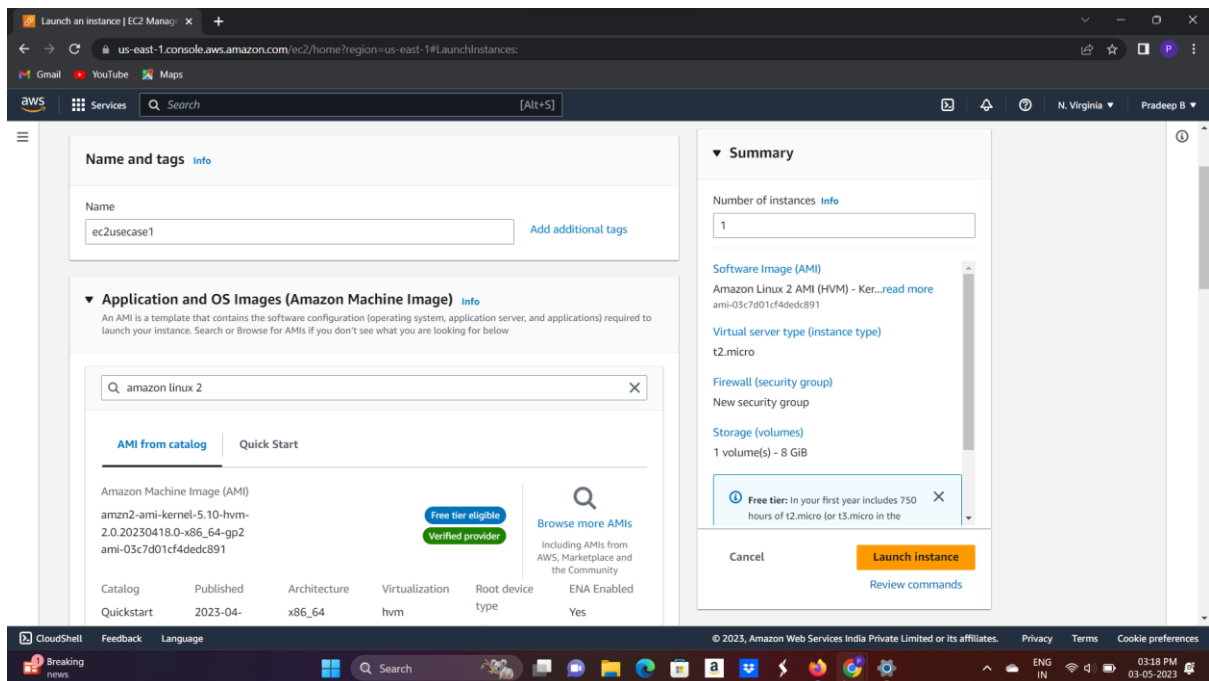 Launch an instance | EC2 Manag
us-east-1.console.aws.amazon.com/ec2/home?region=us-east-1#LaunchInstances:
P
Gmail YouTube Maps
aws Services Search [Alt+S] N. Virginia Pradeep B
Name and tags Info
Name
ec2usecase1
Add additional tags
Application and OS Images (Amazon Machine Image) Info
An AMI is a template that contains the software configuration (operating system, application server, and applications) required to
launch your instance. Search or Browse for AMIs if you don't see what you are looking for below
amazon linux 2
AMI from catalog Quick Start
Amazon Machine Image (AMI)
amzn2-ami-kernel-5.10-hvm-
2.0.20230418.0-x86_64-gp2
ami-03c7d01cf4dedc891
Free tier eligible
Verified provider
Browse more AMIs
Including AMIs from
AWS, Marketplace and
the Community
Catalog Published Architecture Virtualization Root device
type ENA Enabled
Quickstart 2023-04- x86_64 hvm Yes
Summary
Number of instances Info
1
Software Image (AMI)
Amazon Linux 2 AMI (HVM) - Ker...read more
ami-03c7d01cf4dedc891
Virtual server type (instance type)
t2.micro
Firewall (security group)
New security group
Storage (volumes)
1 volume(s) - 8 GiB
Free tier: In your first year includes 750
hours of t2.micro (or t3.micro in the
Cancel Launch instance
Review commands
CloudShell Feedback Language © 2023, Amazon Web Services India Private Limited or its affiliates. Privacy Terms Cookie preferences
Breaking
news
Search
ENG
IN
03:18 PM
03-05-2023